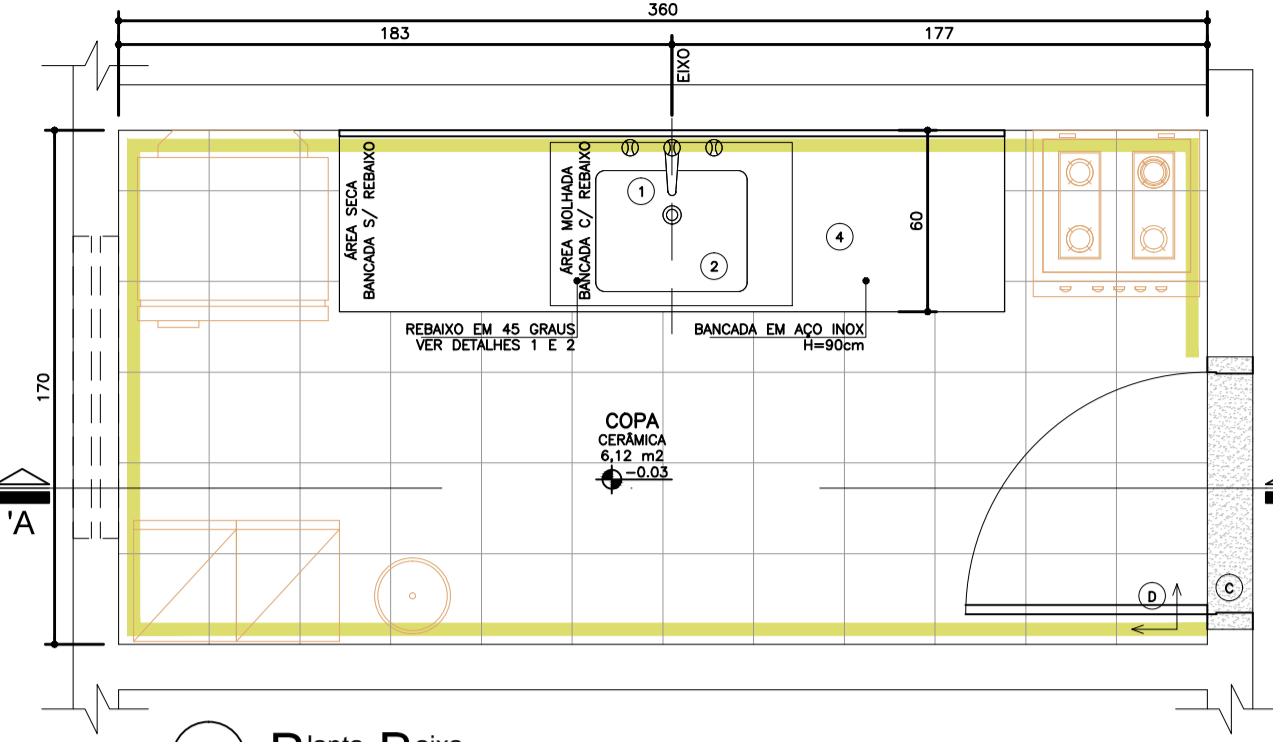 360
183
177
EIXO
ÁREA SECA
BANCADA S/ REBAIXO
ÁREA MOLHADA
BANCADA C/ REBAIXO
1
2
4
60
REBAIXO EM 45 GRAUS
VER DETALHES 1 E 2
BANCADA EM AÇO INOX
H=90cm
170
COPA
CERÂMICA
6,12 m2
-0.03
'A
D
C